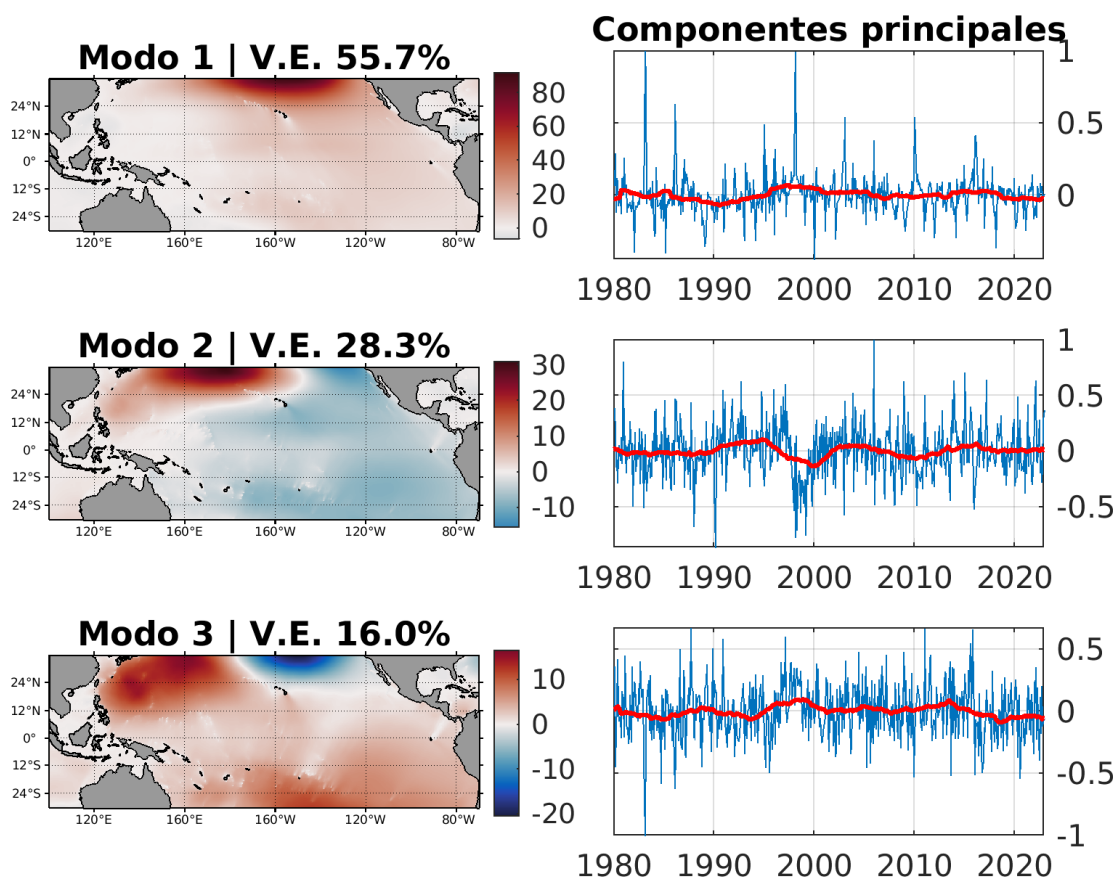 Componentes principales
Modo 1 | V.E. 55.7%
24°N
12°N
0°
12°S
24°S
120°E 160°E 160°W 120°W 80°W
80
60
40
20
0
1
0.5
0
1980 1990 2000 2010 2020
Modo 2 | V.E. 28.3%
24°N
12°N
0°
12°S
24°S
120°E 160°E 160°W 120°W 80°W
30
20
10
0
-10
1
0.5
0
-0.5
1980 1990 2000 2010 2020
Modo 3 | V.E. 16.0%
24°N
12°N
0°
12°S
24°S
120°E 160°E 160°W 120°W 80°W
10
0
-10
-20
0.5
0
-0.5
-1
1980 1990 2000 2010 2020